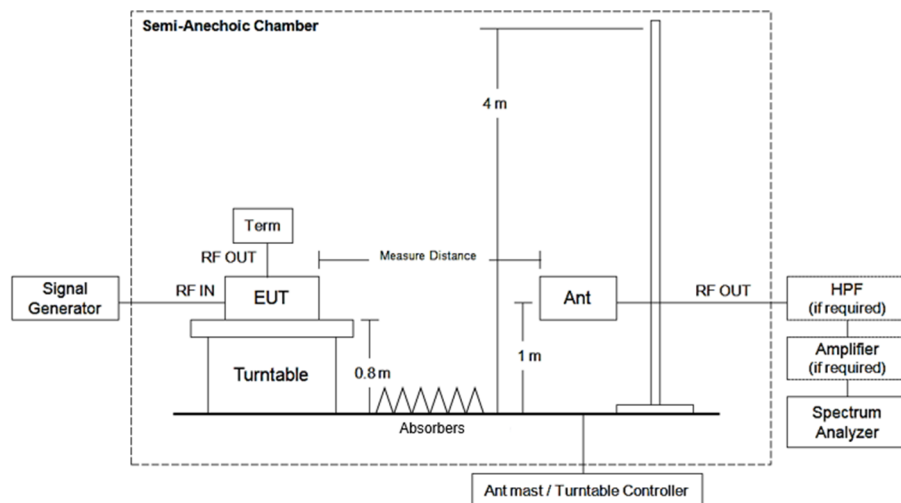 Semi-Anechoic Chamber
4 m
Term
RF OUT
Measure Distance
Signal
Generator
RF IN
EUT
Ant
RF OUT
HPF
(if required)
Turntable
0.8 m
1 m
Amplifier
(if required)
Absorbers
Spectrum
Analyzer
Ant mast / Turntable Controller